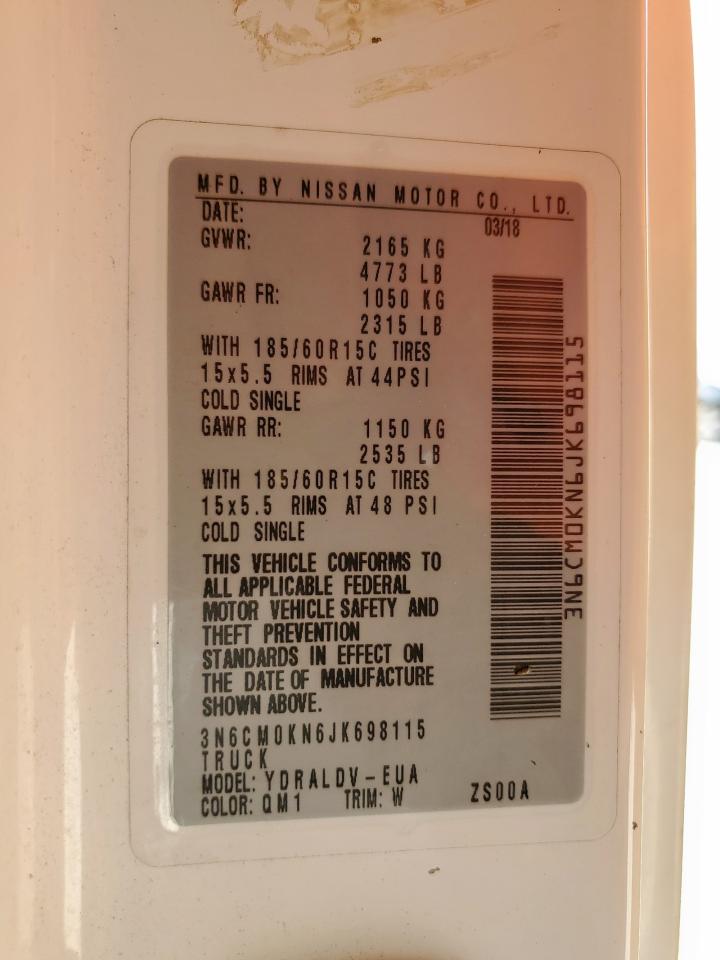 MFD. BY NISSAN MOTOR CO., LTD.
DATE: 03/18
GVWR: 2165 KG
4773 LB
GAWR FR: 1050 KG
2315 LB
WITH 185/60R15C TIRES
15x5.5 RIMS AT 44PSI
COLD SINGLE
GAWR RR: 1150 KG
2535 LB
WITH 185/60R15C TIRES
15x5.5 RIMS AT 48 PSI
COLD SINGLE
THIS VEHICLE CONFORMS TO
ALL APPLICABLE FEDERAL
MOTOR VEHICLE SAFETY AND
THEFT PREVENTION
STANDARDS IN EFFECT ON
THE DATE OF MANUFACTURE
SHOWN ABOVE.
3N6CM0KN6JK698115
TRUCK
MODEL: YDRALDV-EUA
COLOR: QM1 TRIM: W ZS00A
3N6CM0KN6JK698115